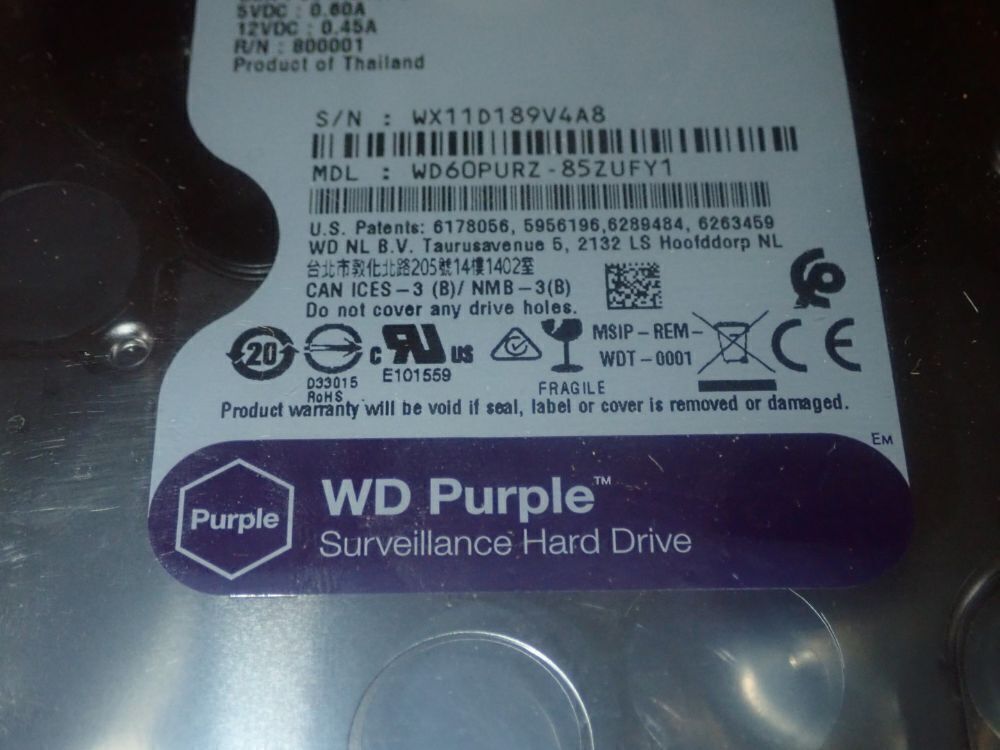 5VDC : 0.60A
12VDC : 0.45A
R/N : 800001
Product of Thailand
S/N : WX11D189V4A8
MDL : WD60PURZ-85ZUFY1
U.S. Patents: 6178056, 5956196,6289484, 6263459
WD NL B.V. Taurusavenue 5, 2132 LS Hoofddorp NL
台北市敦化北路205號14樓1402室
CAN ICES-3 (B)/ NMB-3(B)
Do not cover any drive holes.
20
D33015
RoHS
c UL US
E101559
FRAGILE
MSIP-REM-
WDT-0001
CE
Product warranty will be void if seal, label or cover is removed or damaged.
EM
Purple
WD Purple™
Surveillance Hard Drive